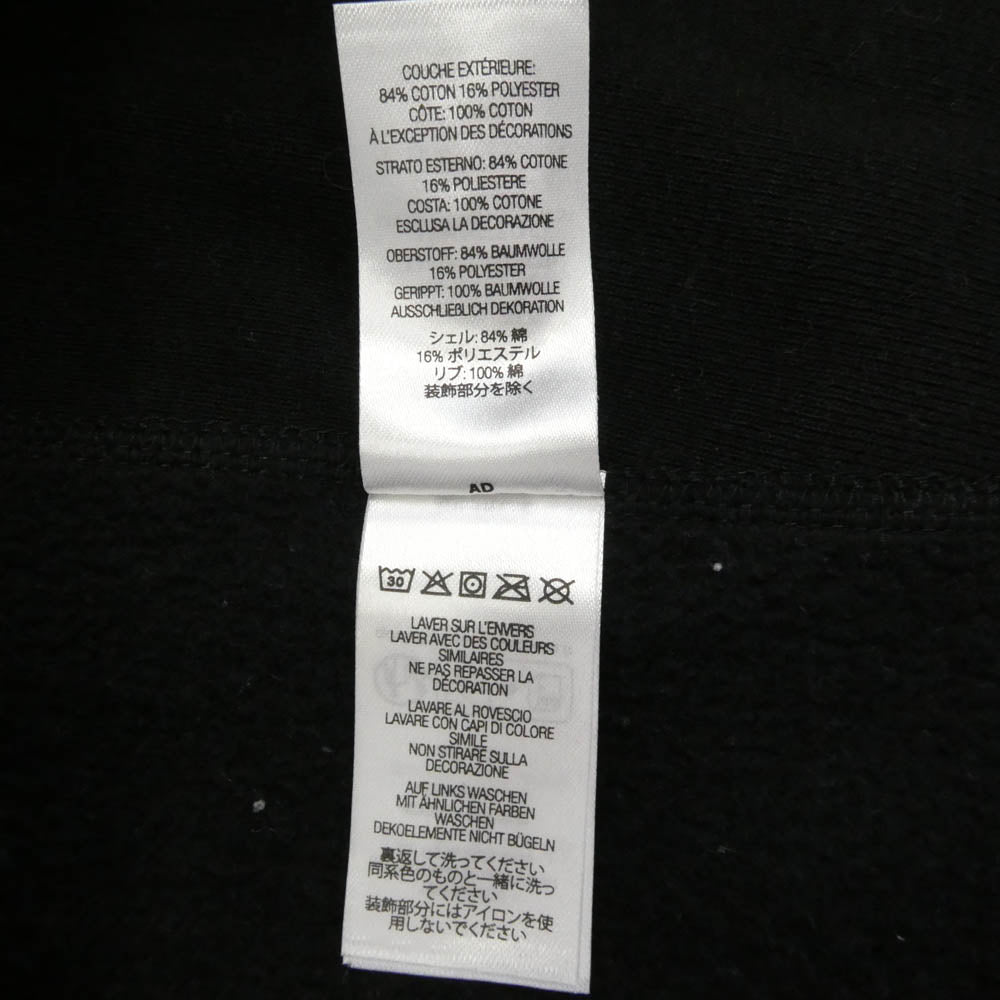 COUCHE EXTÉRIEURE:
84% COTON 16% POLYESTER
CÔTE: 100% COTON
À L'EXCEPTION DES DÉCORATIONS
STRATO ESTERNO: 84% COTONE
16% POLIESTERE
COSTA: 100% COTONE
ESCLUSA LA DECORAZIONE
OBERSTOFF: 84% BAUMWOLLE
16% POLYESTER
GERIPPT: 100% BAUMWOLLE
AUSSCHLIEßLICH DEKORATION
シェル: 84% 綿
16% ポリエステル
リブ: 100% 綿
装飾部分を除く
AD
30
LAVER SUR L'ENVERS
LAVER AVEC DES COULEURS
SIMILAIRES
NE PAS REPASSER LA
DÉCORATION
LAVARE AL ROVESCIO
LAVARE CON CAPI DI COLORE
SIMILE
NON STIRARE SULLA
DECORAZIONE
AUF LINKS WASCHEN
MIT ÄHNLICHEN FARBEN
WASCHEN
DEKOELEMENTE NICHT BÜGELN
裏返して洗ってください
同系色のものと一緒に洗っ
てください
装飾部分にはアイロンを使
用しないでください